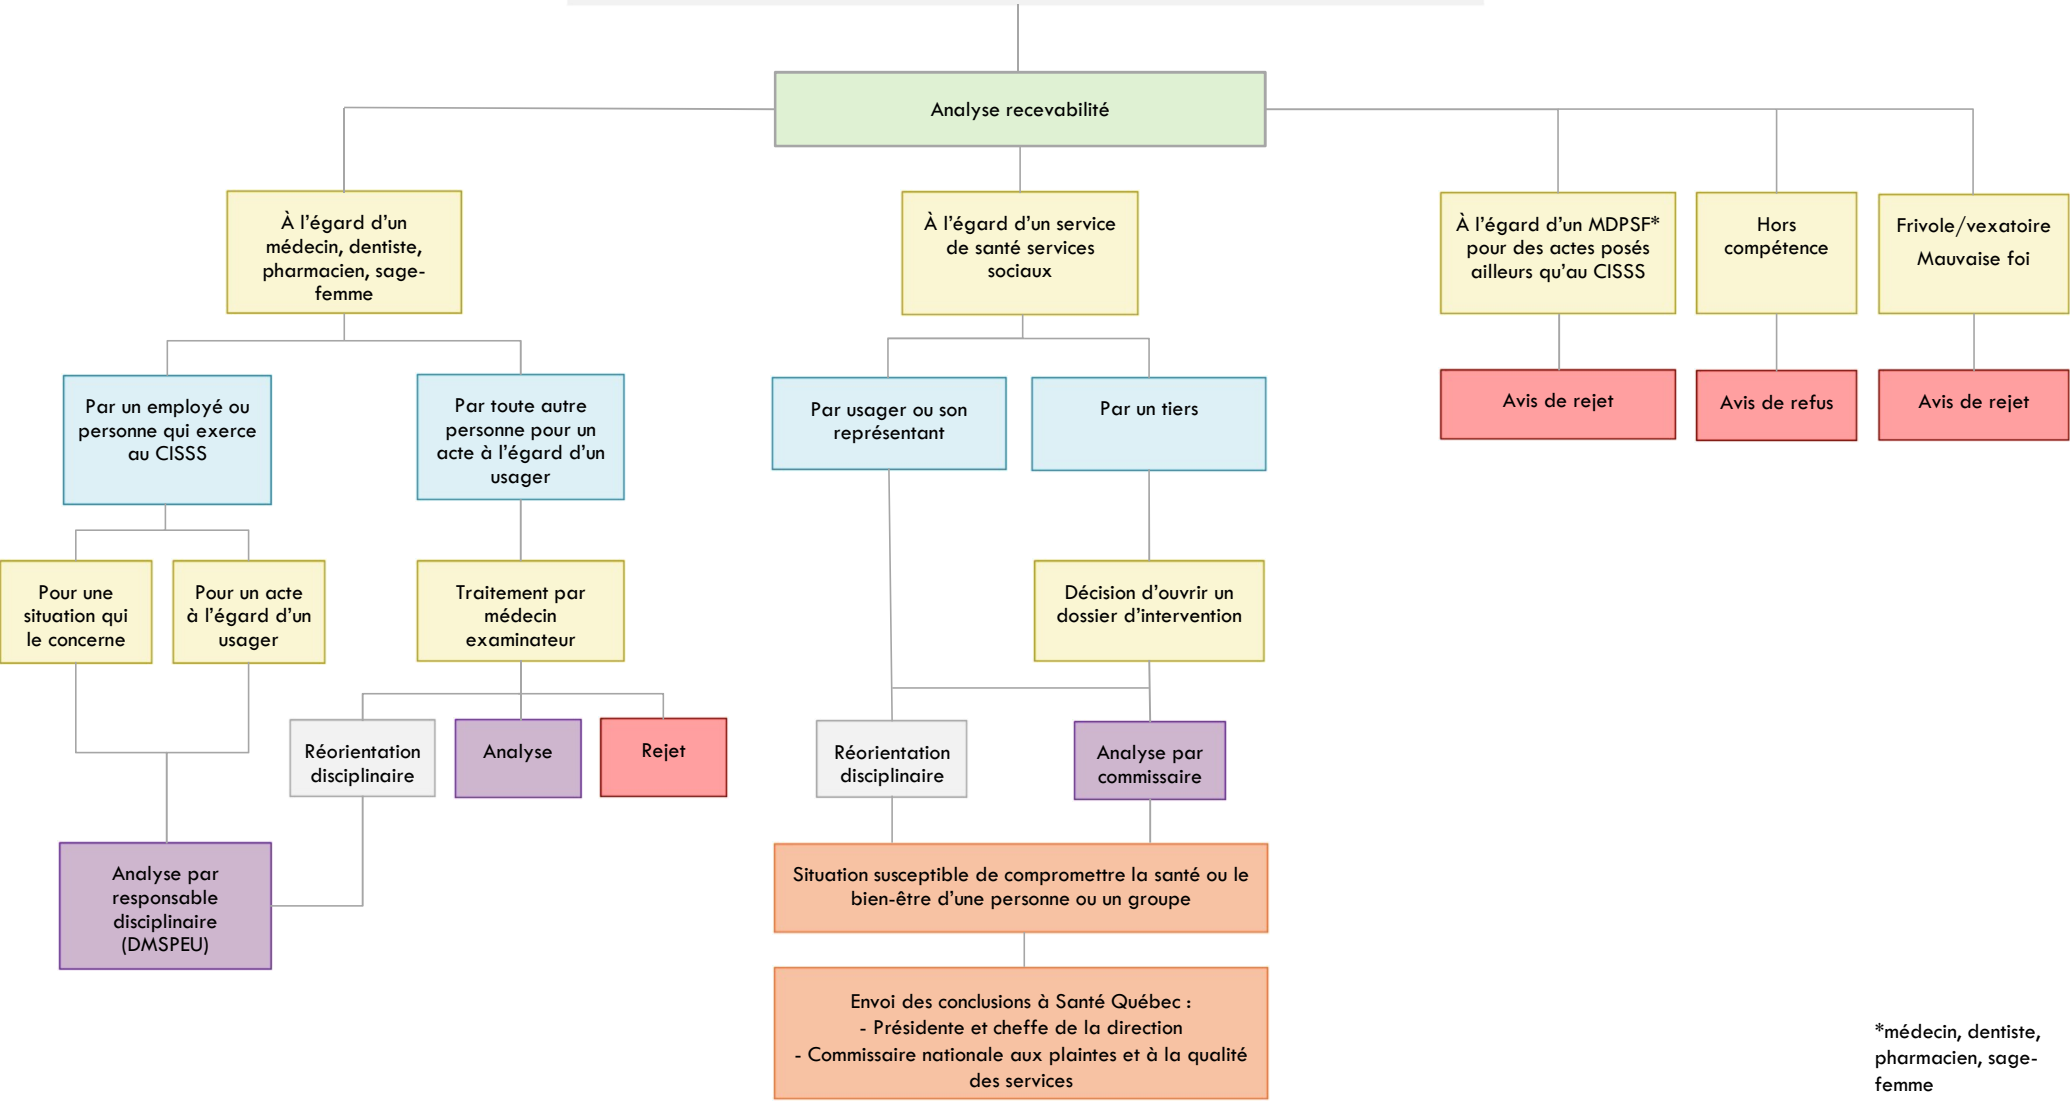 Analyse recevabilité
À l'égard d'un
médecin, dentiste,
pharmacien, sage-
femme
À l'égard d'un service
de santé services
sociaux
À l'égard d'un MDPSF*
pour des actes posés
ailleurs qu'au CISSS
Hors
compétence
Frivole/vexatoire
Mauvaise foi
Par un employé ou
personne qui exerce
au CISSS
Par toute autre
personne pour un
acte à l'égard d'un
usager
Par usager ou son
représentant
Par un tiers
Avis de rejet
Avis de refus
Avis de rejet
Pour une
situation qui
le concerne
Pour un acte
à l'égard d'un
usager
Traitement par
médecin
examinateur
Décision d'ouvrir un
dossier d'intervention
Réorientation
disciplinaire
Analyse
Rejet
Réorientation
disciplinaire
Analyse par
commissaire
Analyse par
responsable
disciplinaire
(DMSPEU)
Situation susceptible de compromettre la santé ou le
bien-être d'une personne ou un groupe
Envoi des conclusions à Santé Québec :
- Présidente et cheffe de la direction
- Commissaire nationale aux plaintes et à la qualité
des services
*médecin, dentiste,
pharmacien, sage-
femme